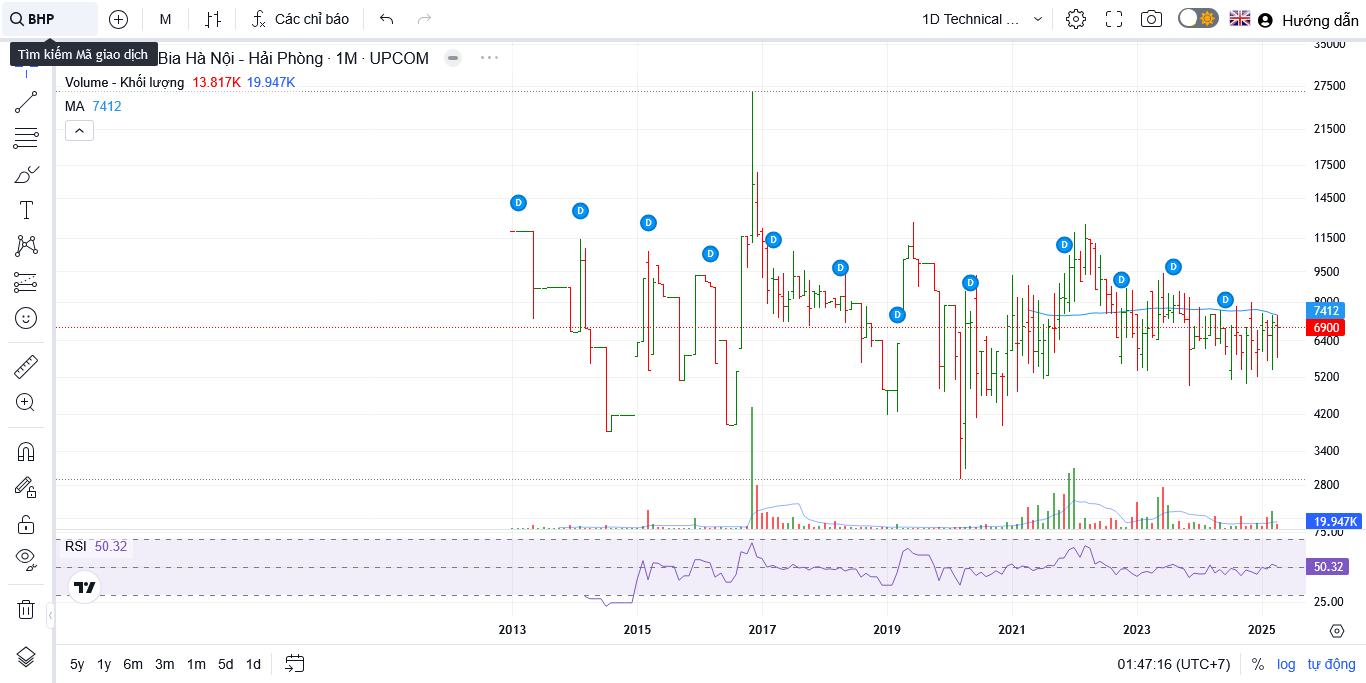 BHP
M
Các chỉ báo
1D Technical ...
Hướng dẫn
Tìm kiếm Mã giao dịch
Bia Hà Nội - Hải Phòng · 1M · UPCOM
Volume - Khối lượng 13.817K 19.947K
MA 7412
D D D D D D D D D D D D
35000
27500
21500
17500
14500
11500
9500
8000
7412
6900
6400
5200
4200
3400
2800
19.947K
75.00
RSI 50.32
50.32
25.00
2013 2015 2017 2019 2021 2023 2025
5y 1y 6m 3m 1m 5d 1d
01:47:16 (UTC+7) % log tự động